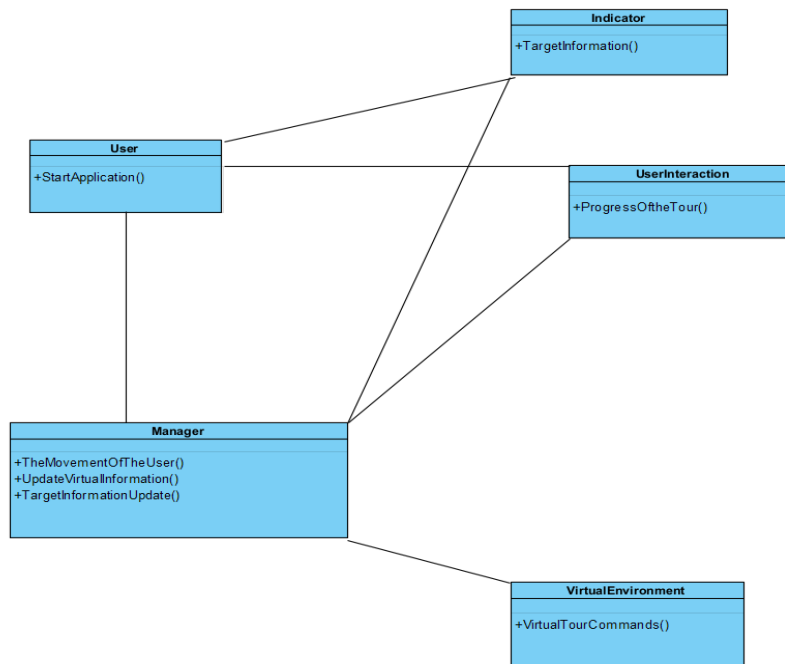 Indicator
+TargetInformation()
User
+StartApplication()
UserInteraction
+ProgressOftheTour()
Manager
+TheMovementOfTheUser()
+UpdateVirtualInformation()
+TargetInformationUpdate()
VirtualEnvironment
+VirtualTourCommands()